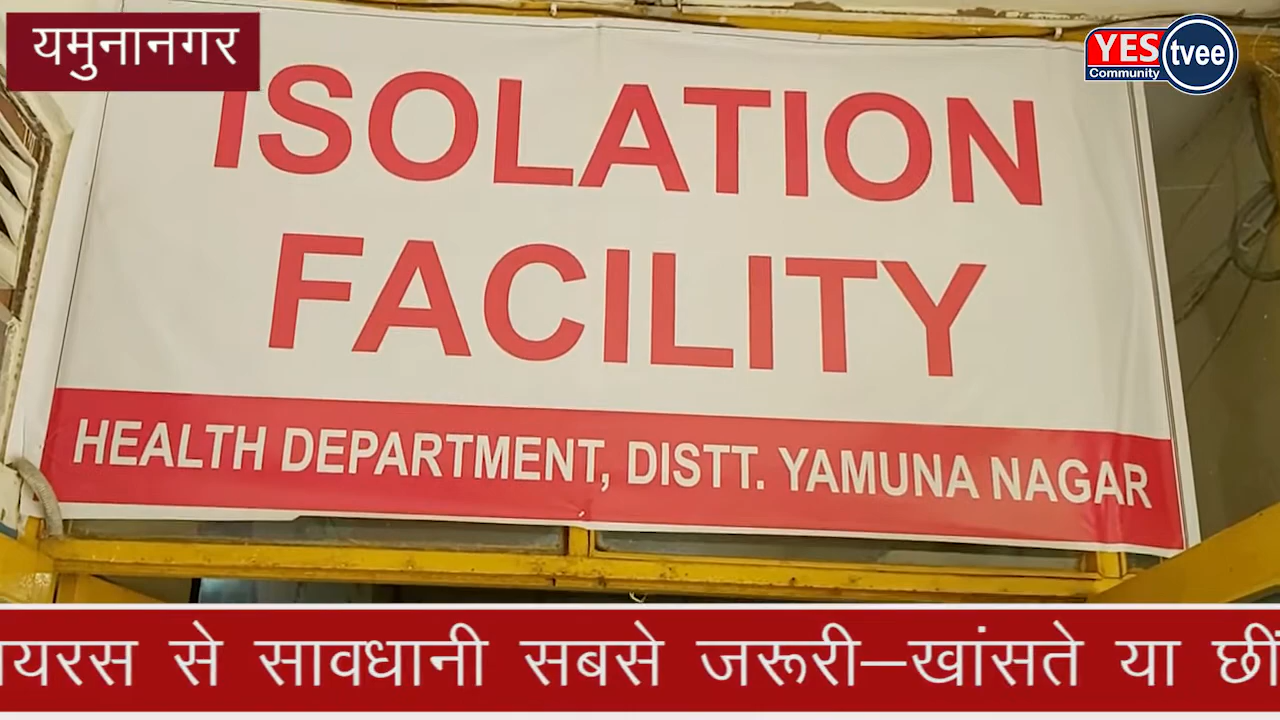 यमुनानगर
YES tvee
Community
ISOLATION
FACILITY
HEALTH DEPARTMENT, DISTT. YAMUNA NAGAR
से सावधानी सबसे जरूरी–खांसते या